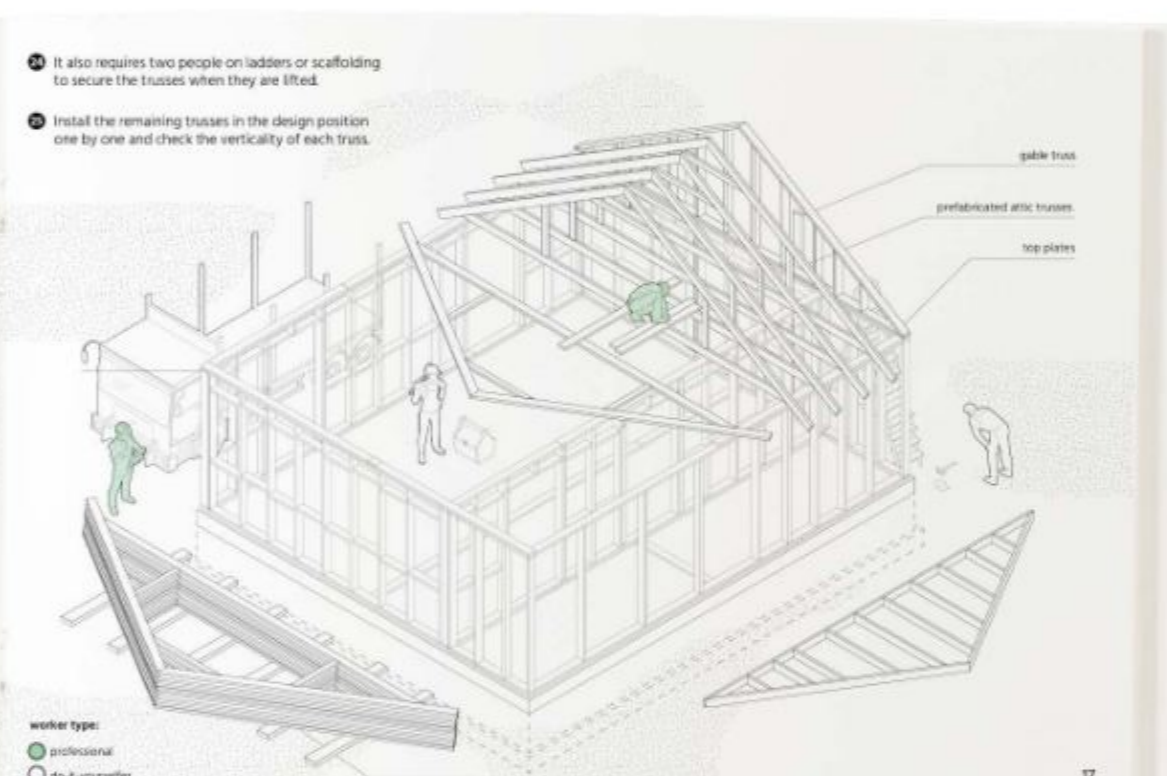 24 It also requires two people on ladders or scaffolding
to secure the trusses when they are lifted.
25 Install the remaining trusses in the design position
one by one and check the verticality of each truss.
gable truss
prefabricated attic trusses
top plates
worker type:
professional
17